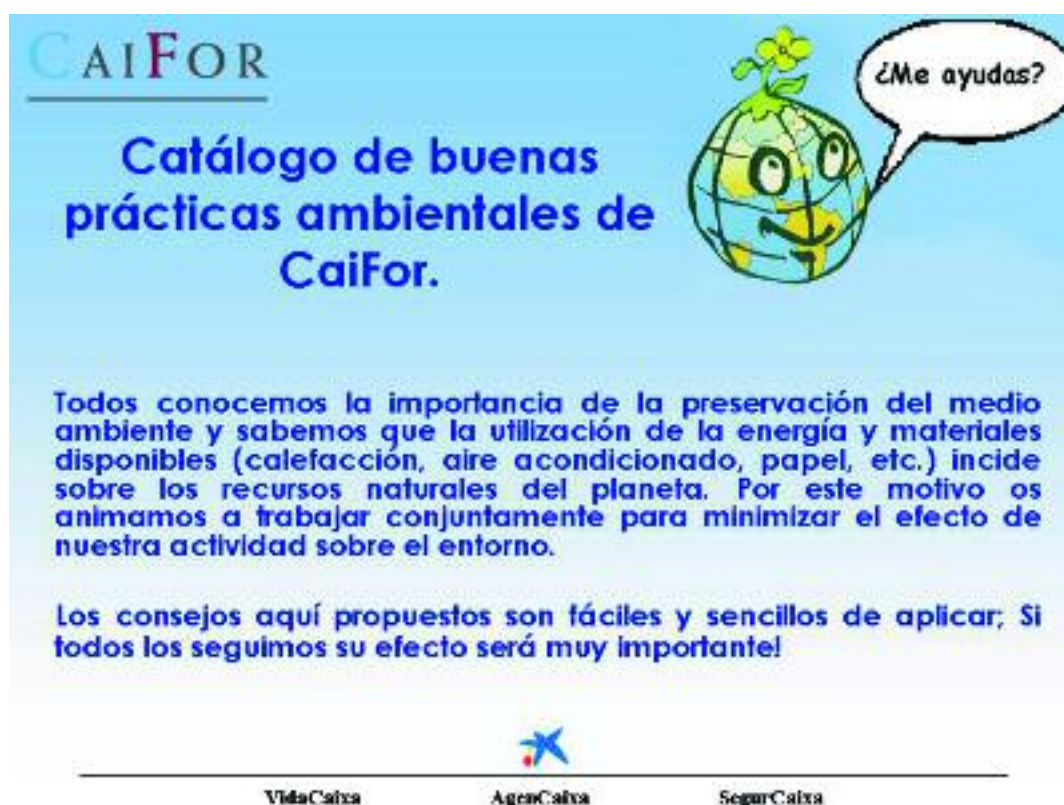 CAIFOR
¿Me ayudas?
Catálogo de buenas
prácticas ambientales de
CaiFor.
Todos conocemos la importancia de la preservación del medio
ambiente y sabemos que la utilización de la energía y materiales
disponibles (calefacción, aire acondicionado, papel, etc.) incide
sobre los recursos naturales del planeta. Por este motivo os
animamos a trabajar conjuntamente para minimizar el efecto de
nuestra actividad sobre el entorno.
Los consejos aquí propuestos son fáciles y sencillos de aplicar; Si
todos los seguimos su efecto será muy importante!
VidaCaixa AgenCaixa SegurCaixa